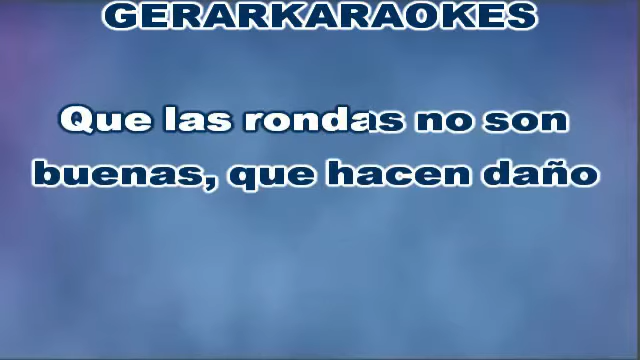 GERARKARAOKES
Que las rondas no son
buenas, que hacen daño